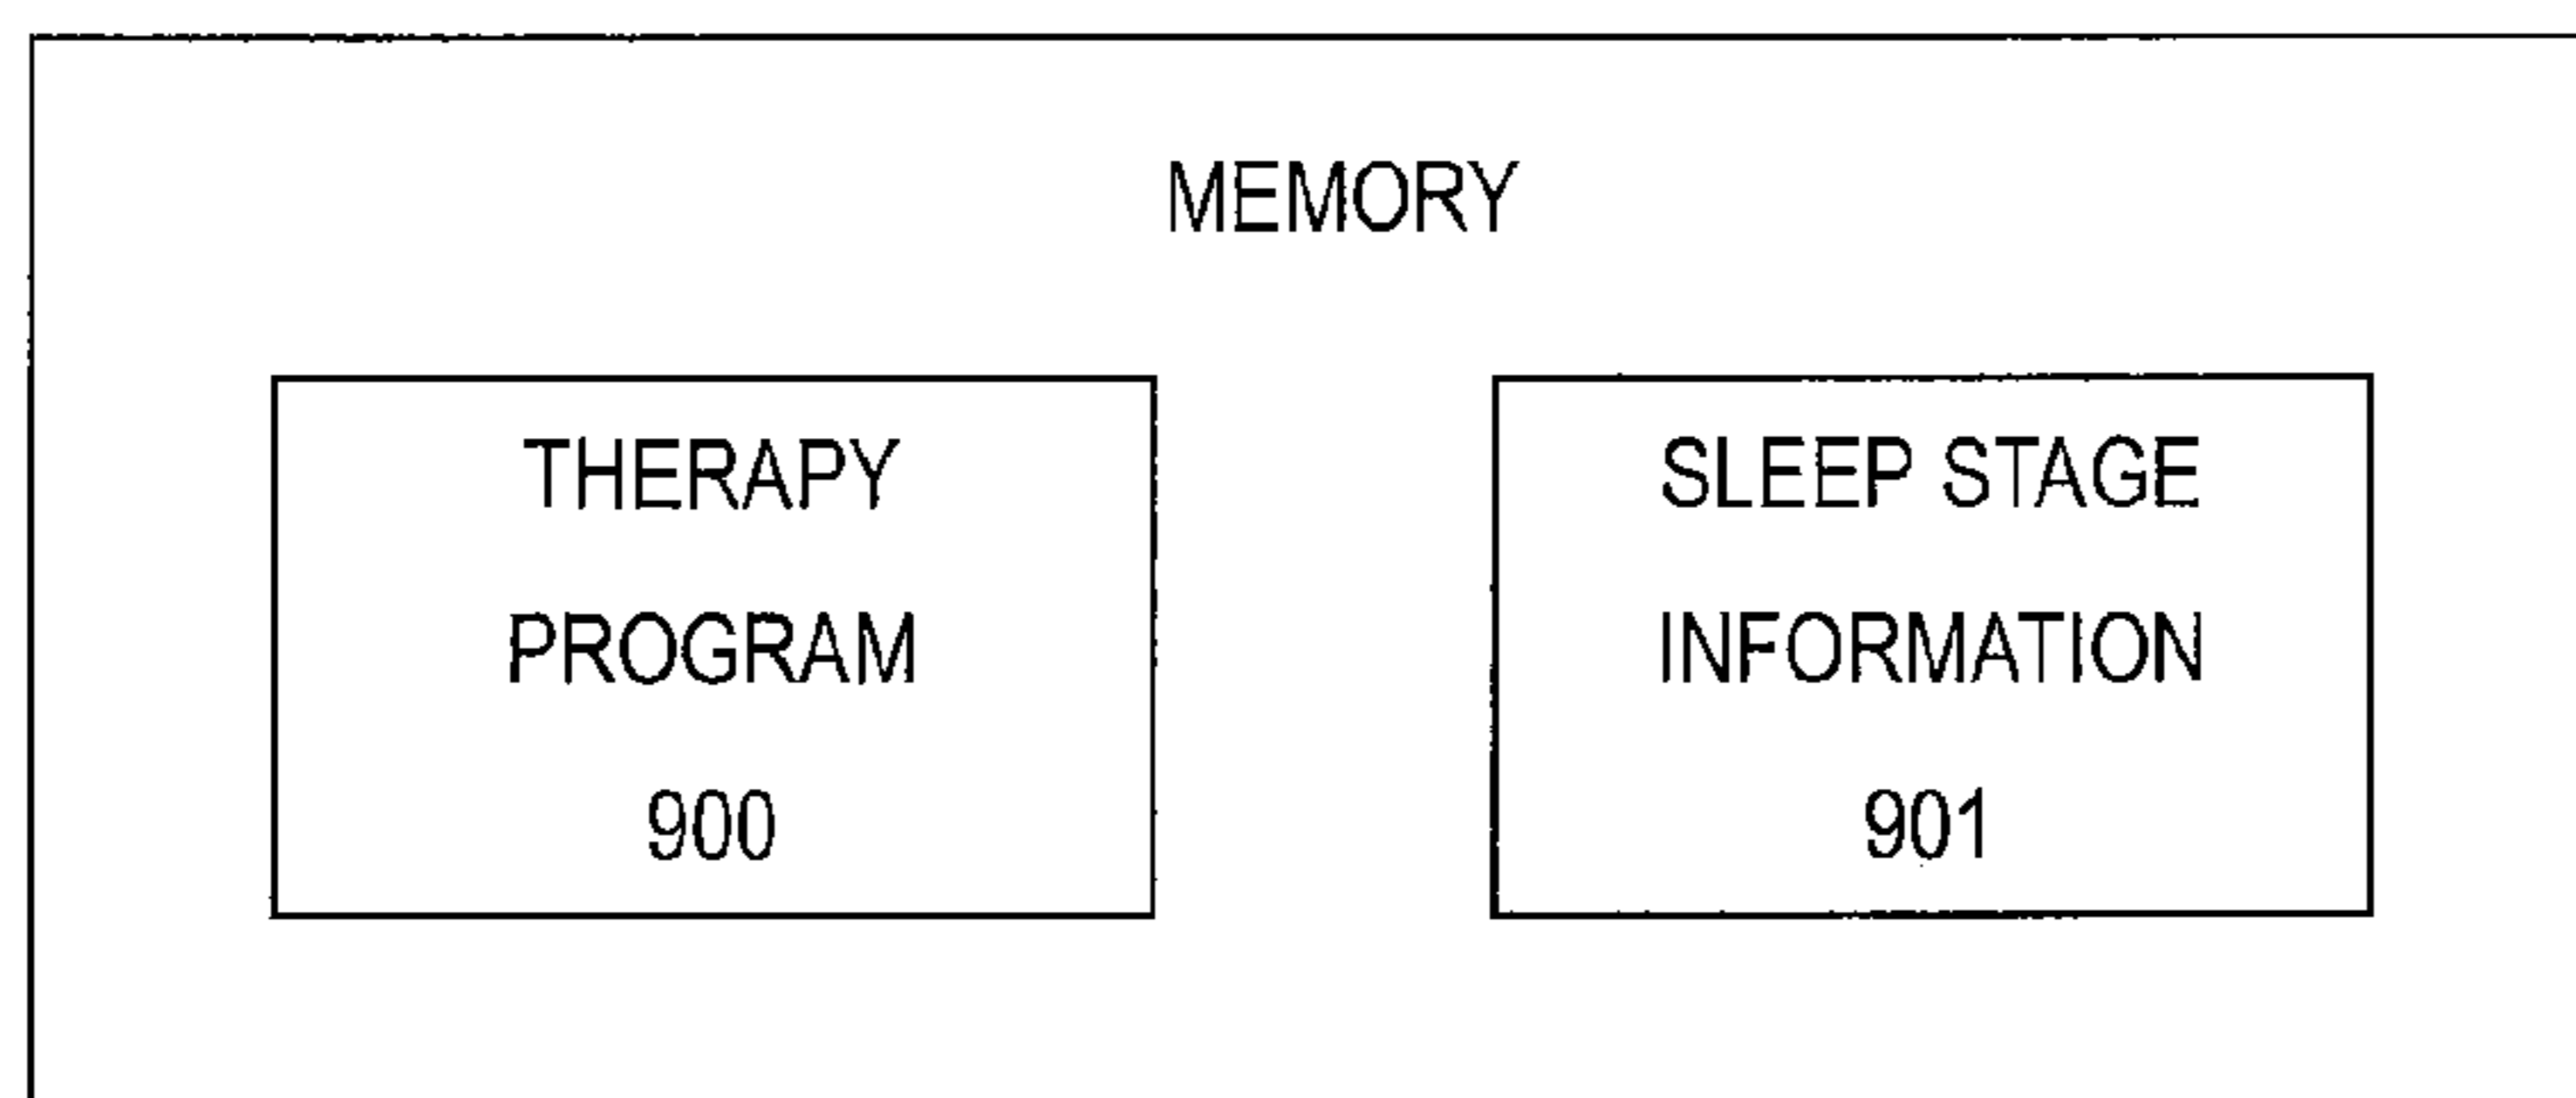 MEMORY
THERAPY
PROGRAM
900
SLEEP STAGE
INFORMATION
901